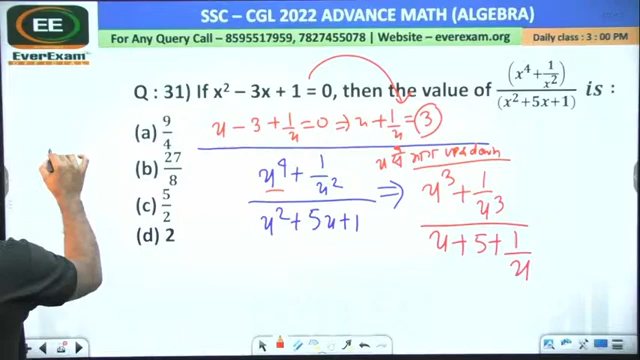 SSC – CGL 2022 ADVANCE MATH (ALGEBRA)
EE
EverExam®
For Any Query Call – 8595517959, 7827455078 | Website – everexam.org
Daily class : 3 : 00 PM
Q : 31) If x² – 3x + 1 = 0, then the value of (x⁴ + 1/x²) / (x² + 5x + 1) is :
(a) 9/4
(b) 27/8
(c) 5/2
(d) 2
x – 3 + 1/x = 0 ⇒ x + 1/x = 3
x⁴ + 1/x² / x² + 5x + 1 ⇒ x³ + 1/x³ / x + 5 + 1/x